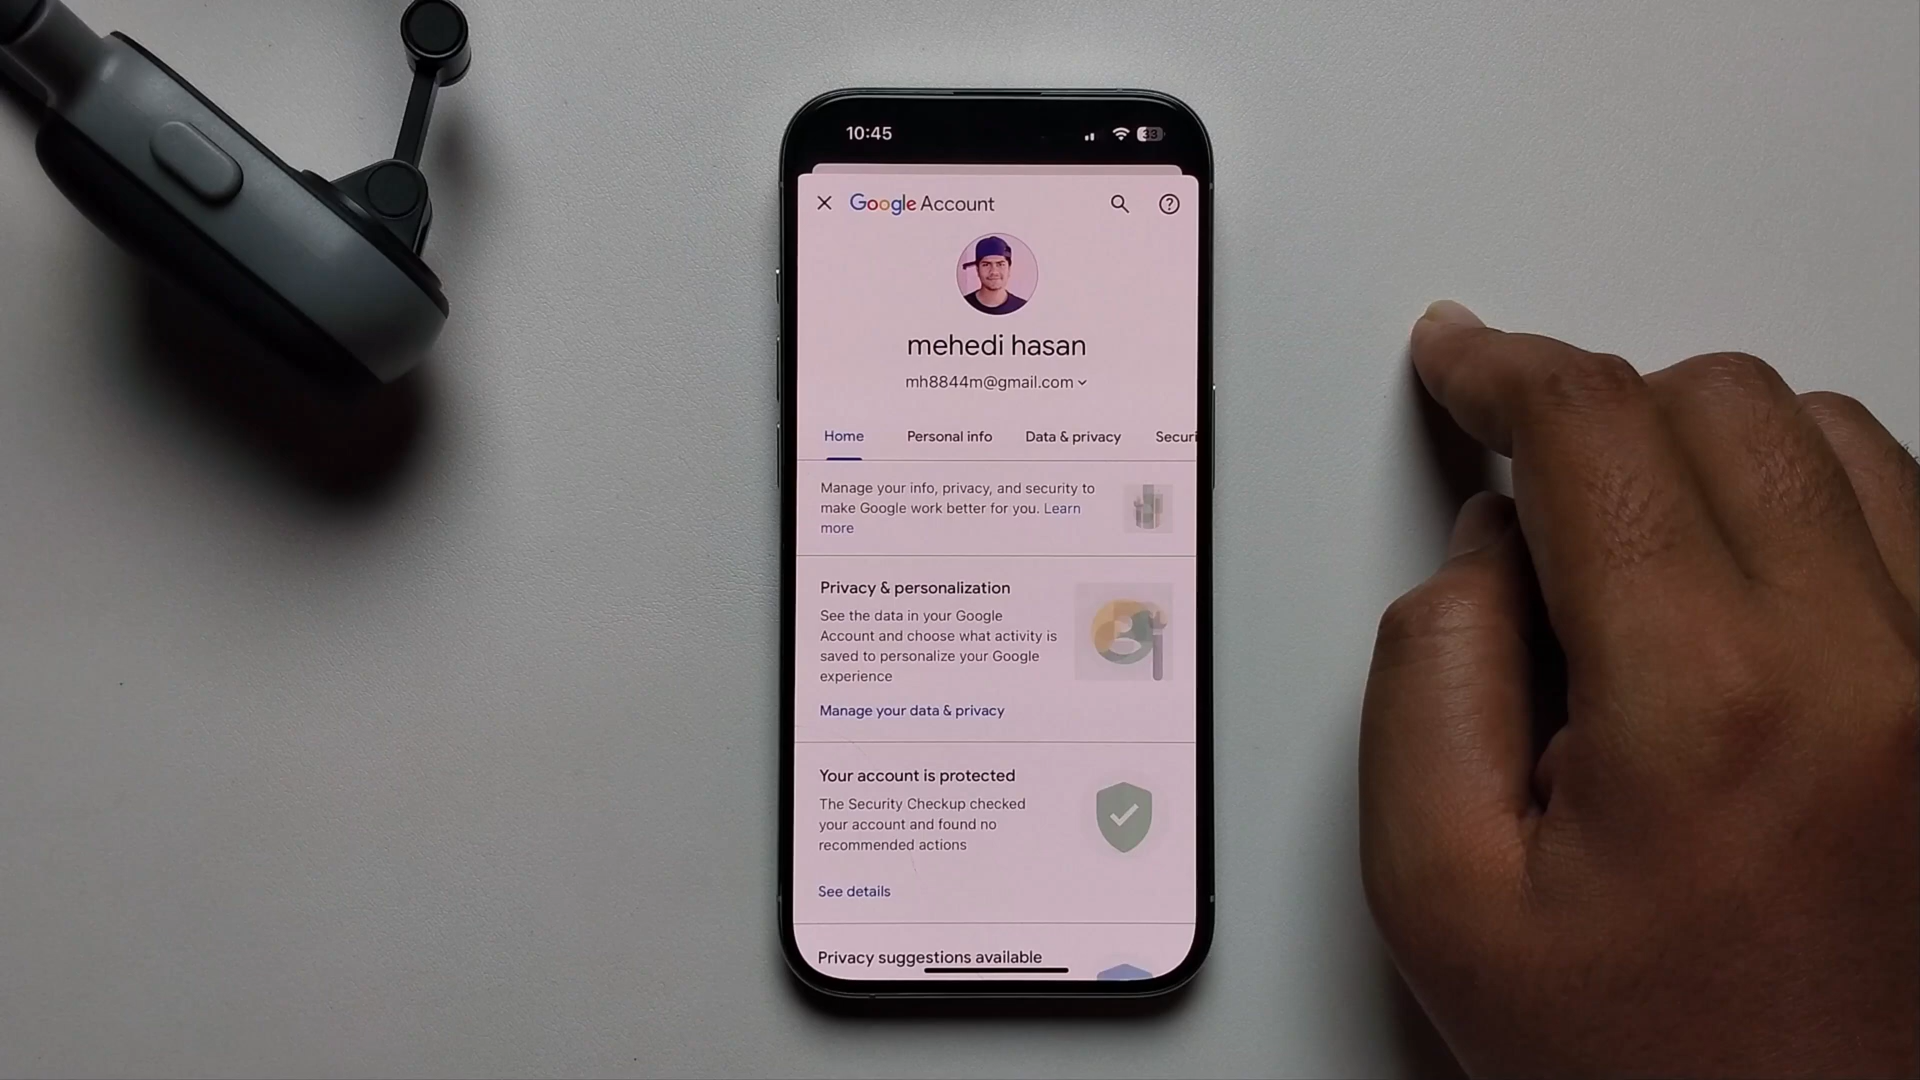 10:45
33
Google Account
mehedi hasan
mh8844m@gmail.com
Home Personal info Data & privacy Securi
Manage your info, privacy, and security to
make Google work better for you. Learn
more
Privacy & personalization
See the data in your Google
Account and choose what activity is
saved to personalize your Google
experience
Manage your data & privacy
Your account is protected
The Security Checkup checked
your account and found no
recommended actions
See details
Privacy suggestions available